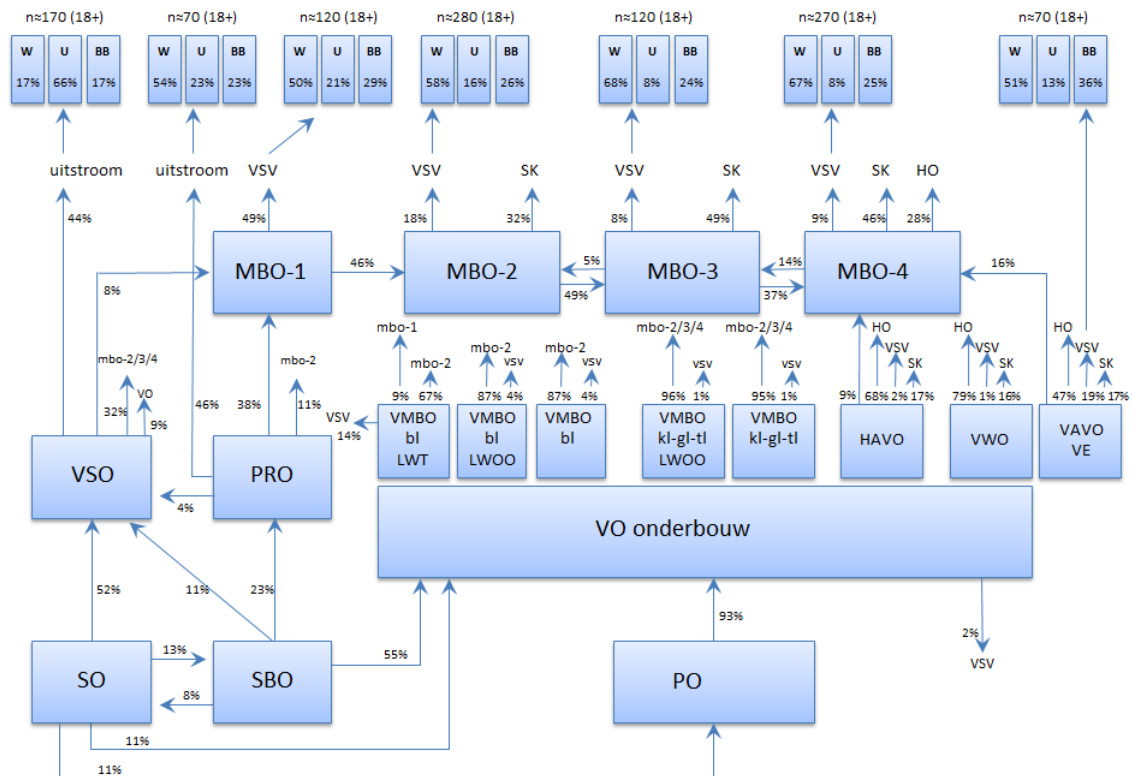 n≈170 (18+) n≈70 (18+) n≈120 (18+) n≈280 (18+) n≈120 (18+) n≈270 (18+) n≈70 (18+)
W U BB W U BB W U BB W U BB W U BB W U BB W U BB
17% 66% 17% 54% 23% 23% 50% 21% 29% 58% 16% 26% 68% 8% 24% 67% 8% 25% 51% 13% 36%
uitstroom uitstroom VSV VSV SK VSV SK VSV SK HO
44% 49% 18% 32% 8% 49% 9% 46% 28%
MBO-1 46% MBO-2 5% MBO-3 14% MBO-4 16%
8% 49% 37%
mbo-1 mbo-2/3/4 mbo-2/3/4 HO HO HO
mbo-2/3/4 mbo-2 mbo-2 mbo-2 mbo-2 VSV VSV VSV
vsv vsv vsv vsv SK SK SK
VO
9% 67% 87% 4% 87% 4% 96% 1% 95% 1% 9% 68% 2% 17% 79% 1% 16% 47% 19% 17%
32% 9% 46% 38% 11% VSV
14%
VMBO VMBO VMBO VMBO VMBO HAVO VWO VAVO
bl bl bl kl-gl-tl kl-gl-tl VE
LWT LWOO LWOO
VSO PRO
4%
VO onderbouw
52% 11% 23%
93%
2%
VSV
SO 13% SBO 55% PO
8%
11%
11%